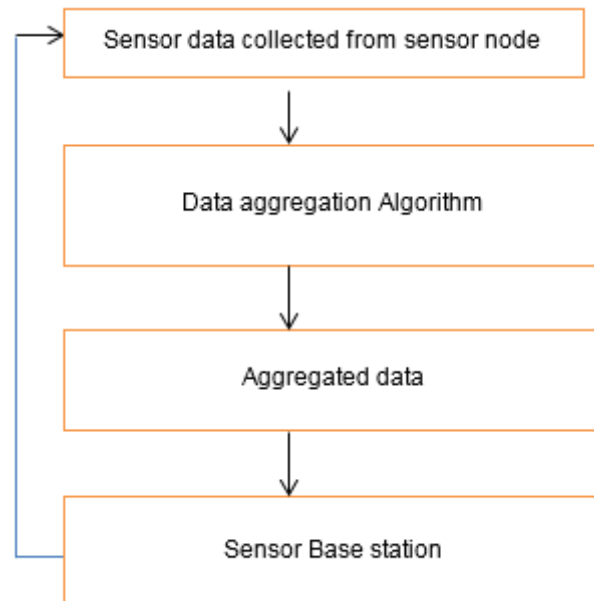 Sensor data collected from sensor node
Data aggregation Algorithm
Aggregated data
Sensor Base station